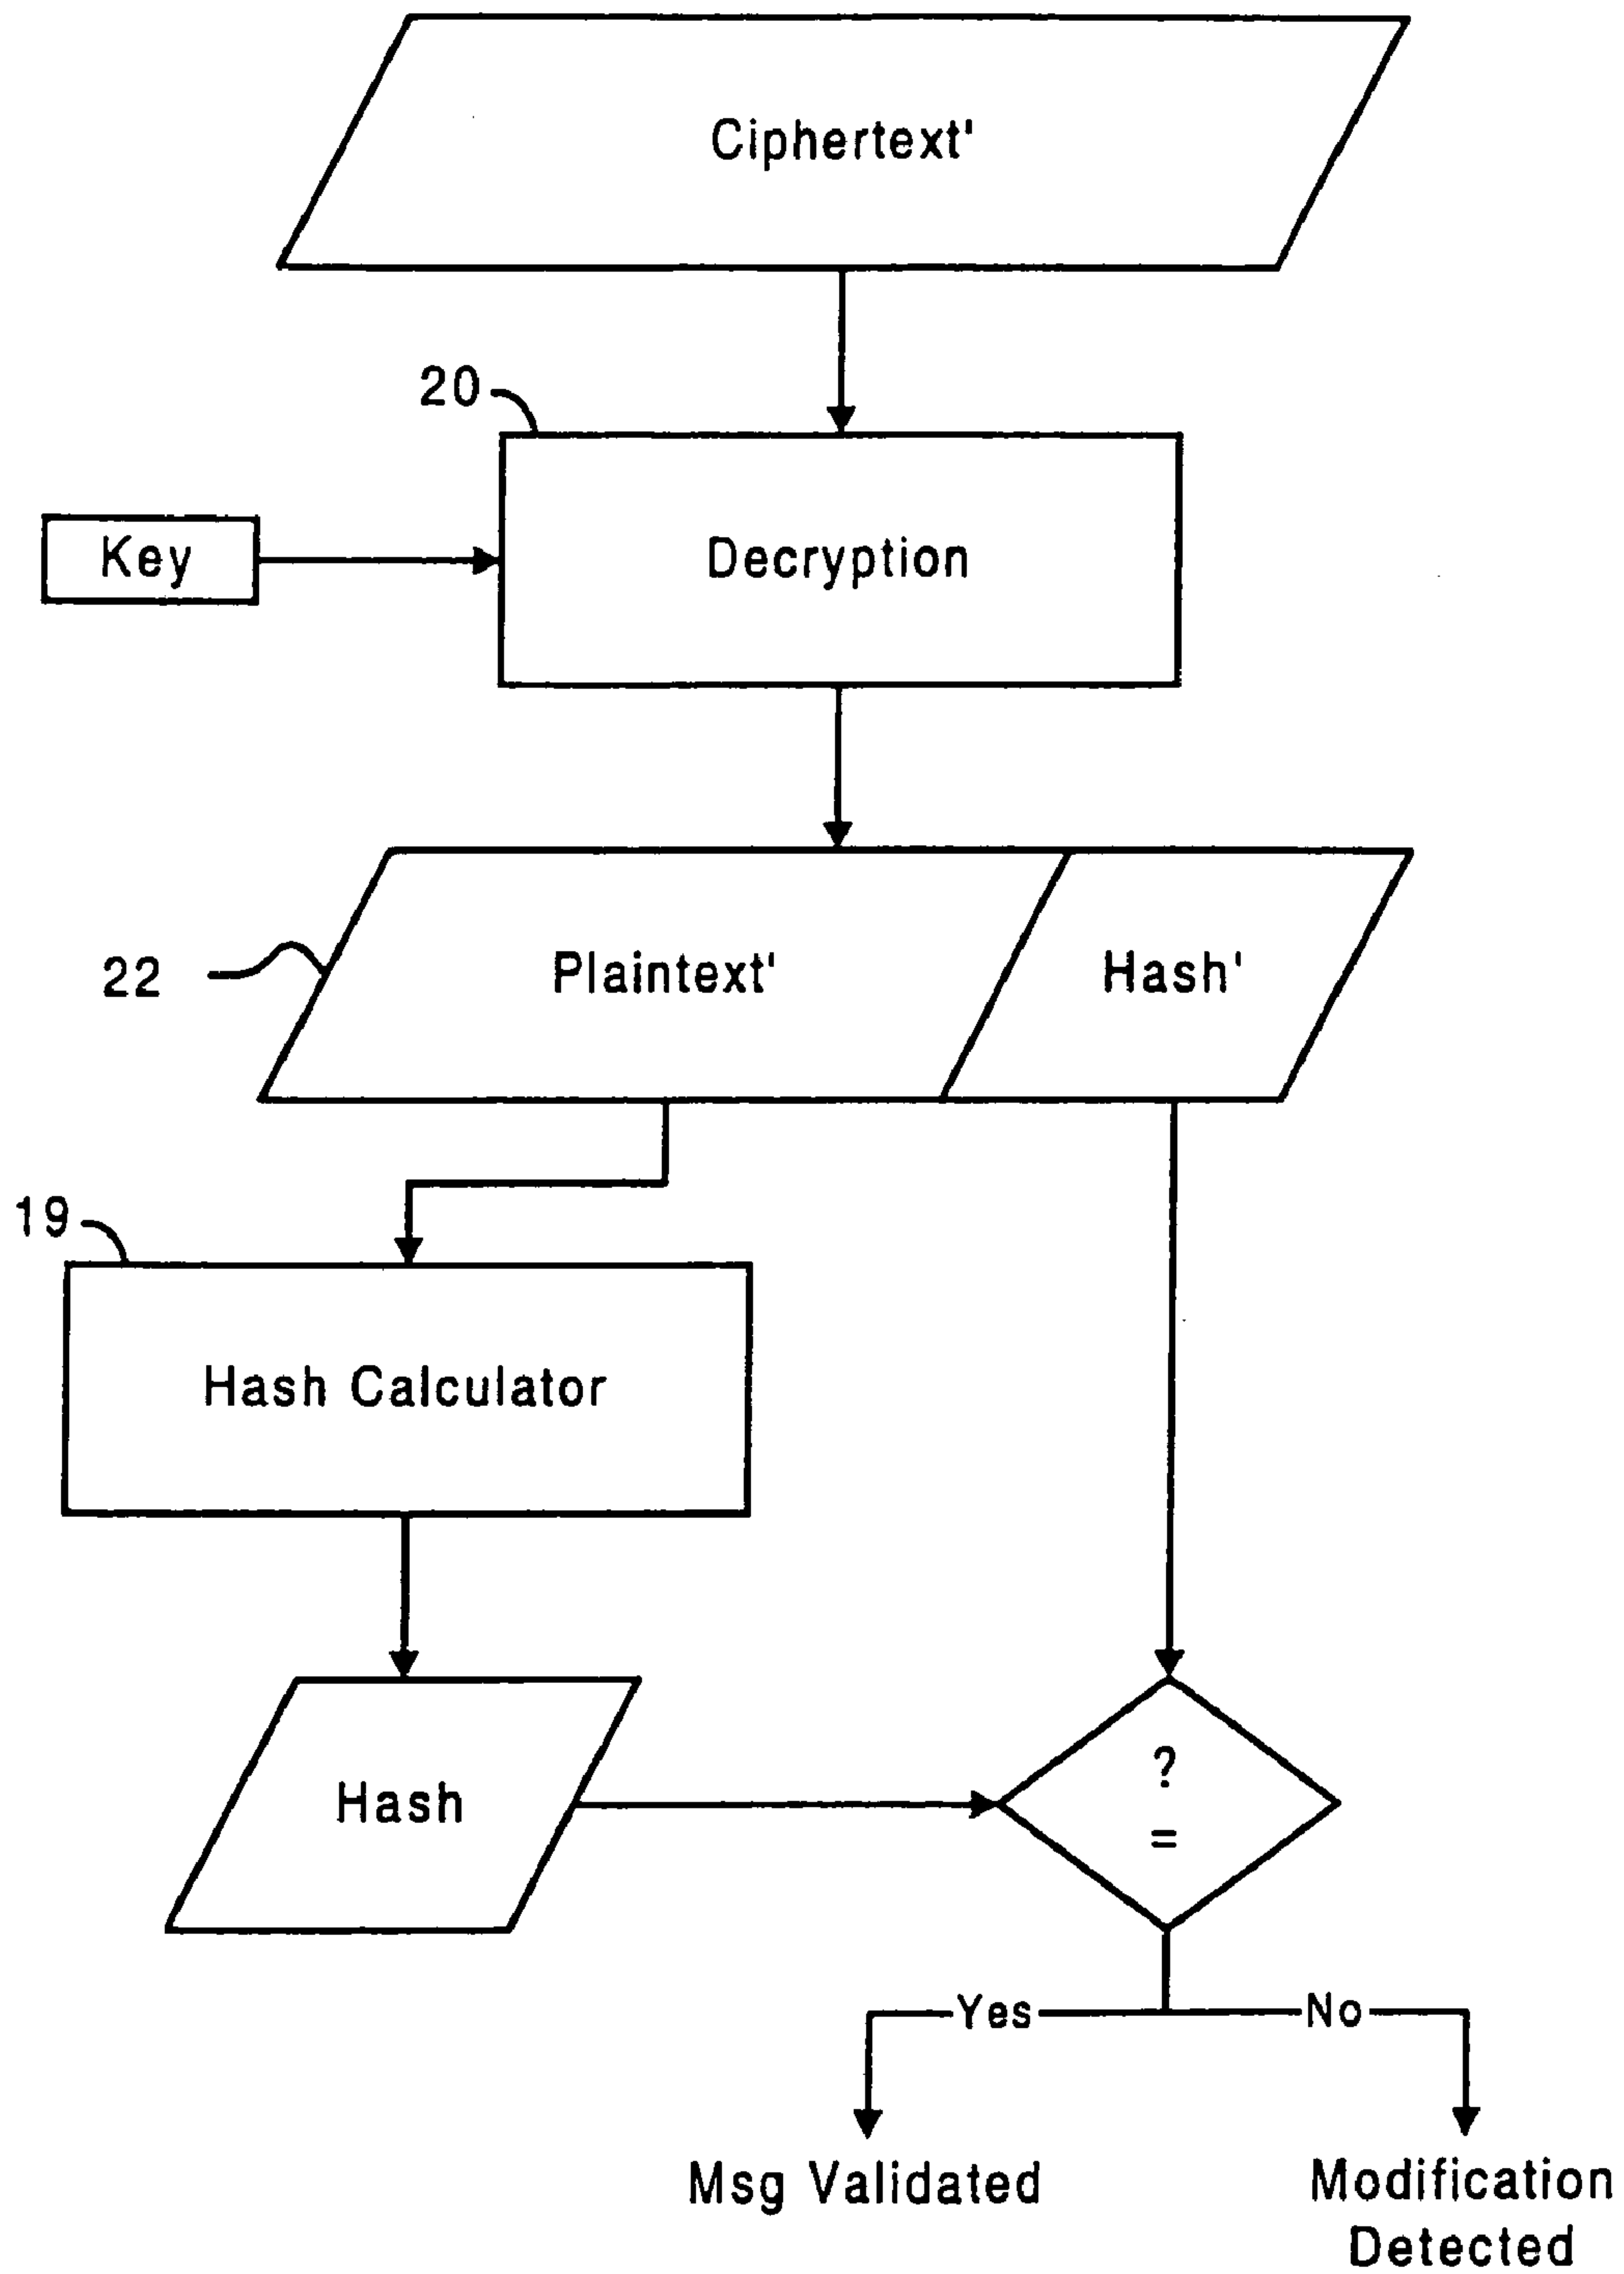 Ciphertext'
20
Key
Decryption
22
Plaintext'
Hash'
19
Hash Calculator
Hash
?
=
Yes
No
Msg Validated
Modification
Detected